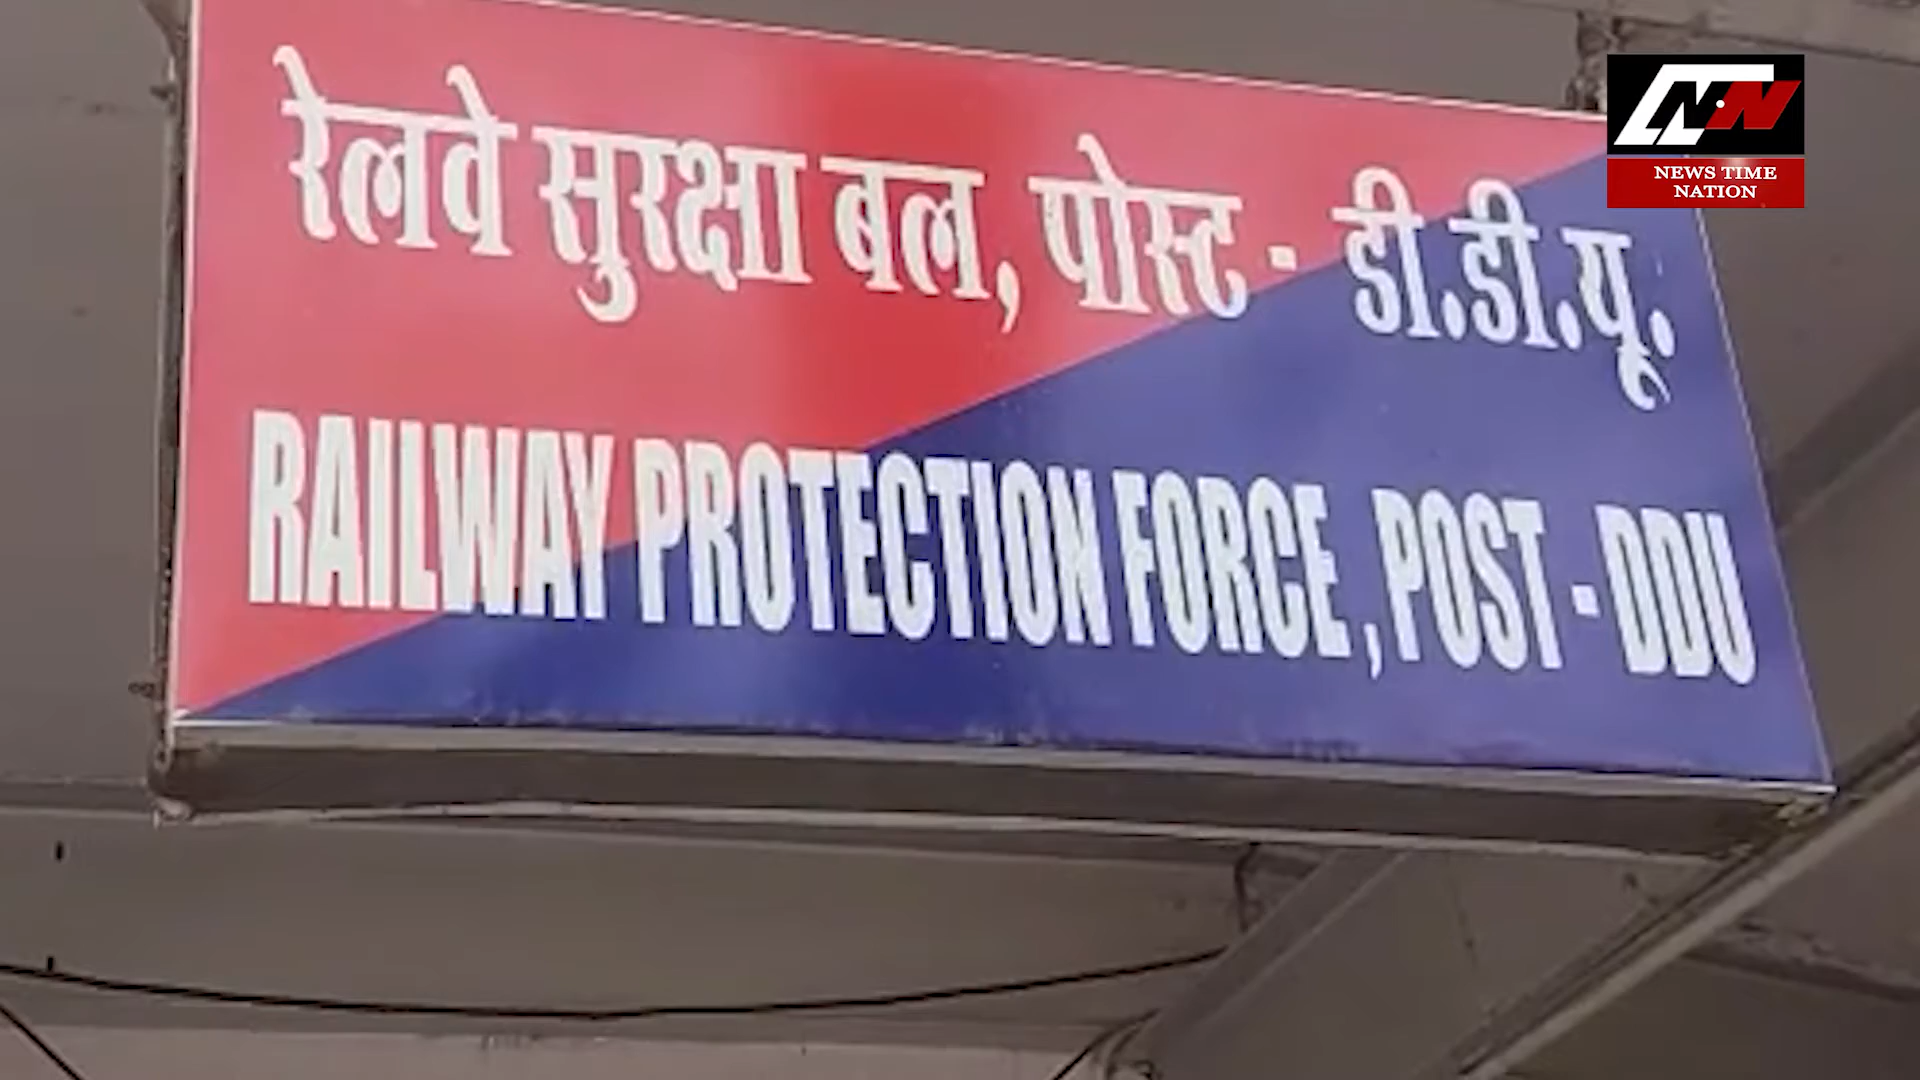 रेलवे सुरक्षा बल, पोस्ट - डी.डी.यू.
RAILWAY PROTECTION FORCE, POST - DDU
NEWS TIME
NATION